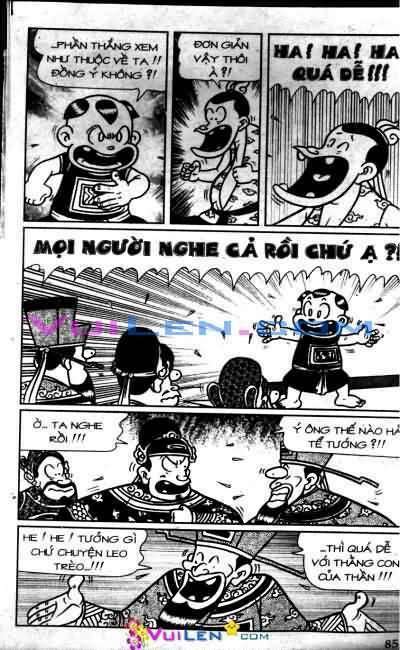 ...PHẦN THẮNG XEM
NHƯ THUỘC VỀ TA !!
ĐỒNG Ý KHÔNG ?!
ĐƠN GIẢN
VẬY THÔI
À ?!
HA! HA! HA
QUÁ DỄ!!!
MỌI NGƯỜI NGHE CẢ RỒI CHỨ Ạ ?!
VuiLen.com
Ờ... TA NGHE
RỒI !!!
Ý ÔNG THẾ NÀO HẢ
TỂ TƯỚNG ?!!
HE! HE! TƯỞNG GÌ
CHỨ CHUYỆN LEO
TRÈO...!!!
...THÌ QUÁ DỄ
VỚI THẰNG CON
CỦA THẦN !!!
85
VuiLen.com